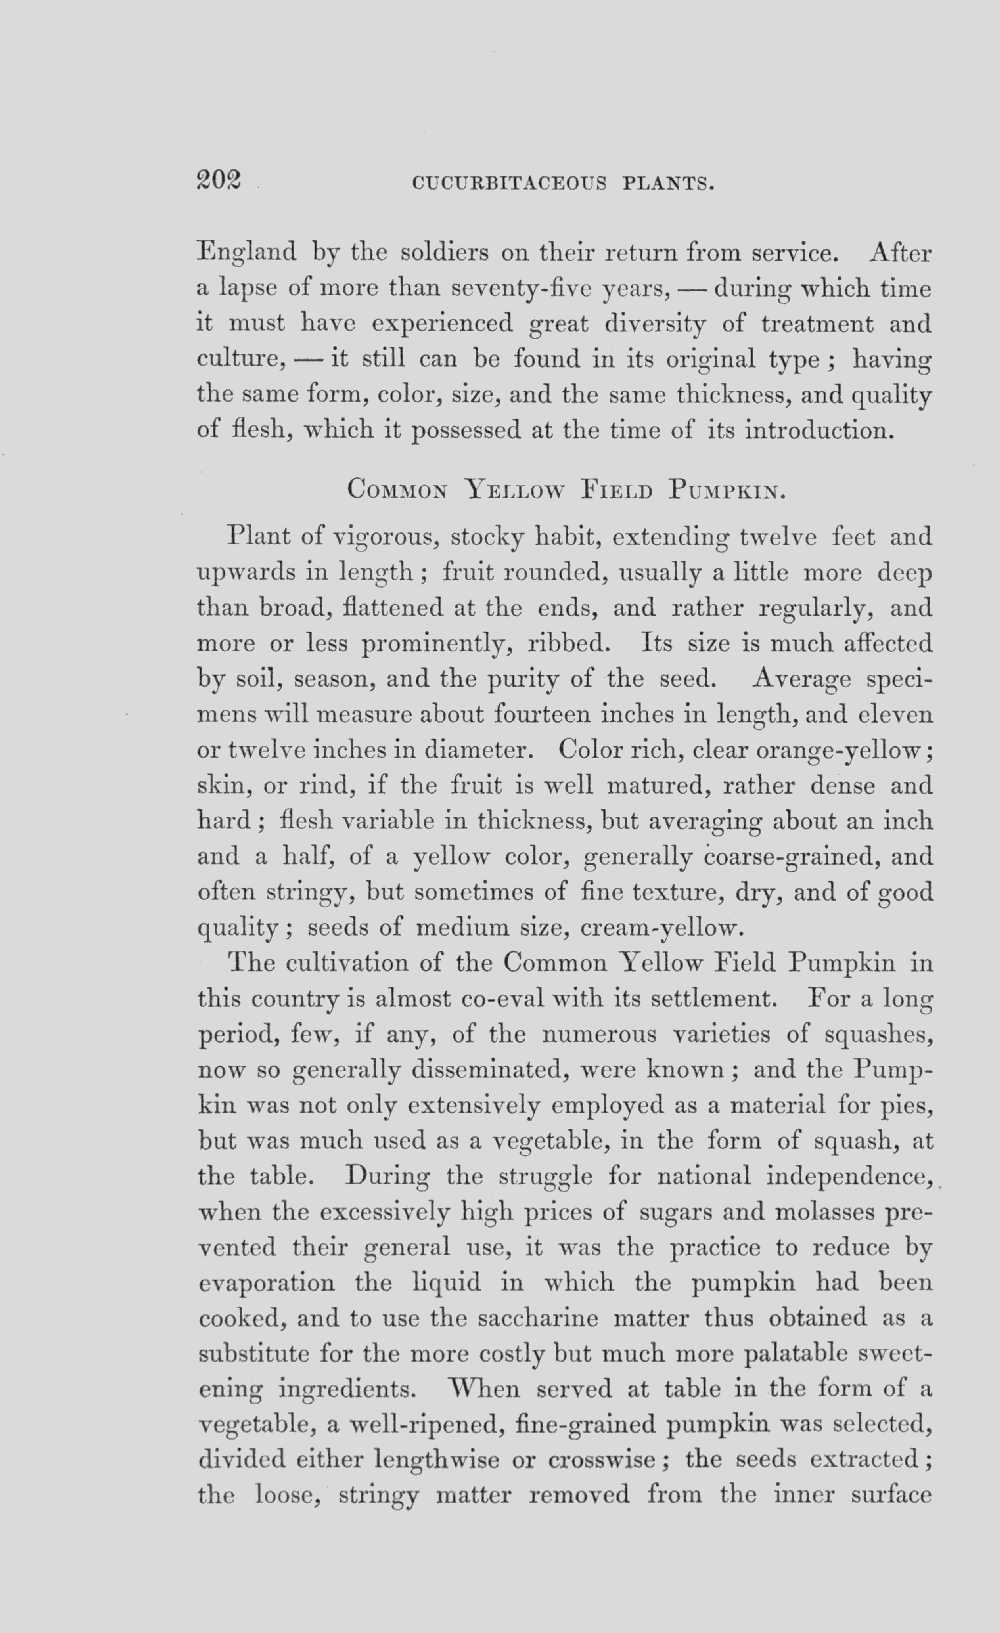 202 CUCURBITACEOUS PLANTS.
England by the soldiers on their return from service. After
a lapse of more than seventy-five years, — during which time
it must have experienced great diversity of treatment and
culture, — it still can be found in its original type ; having
the same form, color, size, and the same thickness, and quality
of flesh, which it possessed at the time of its introduction.
Common Yellow Field Pumpkin.
Plant of vigorous, stocky habit, extending twelve feet and
upwards in length ; fruit rounded, usually a little more deep
than broad, flattened at the ends, and rather regularly, and
more or less prominently, ribbed. Its size is much affected
by soil, season, and the purity of the seed. Average speci-
mens will measure about fourteen inches in length, and eleven
or twelve inches in diameter. Color rich, clear orange-yellow ;
skin, or rind, if the fruit is well matured, rather dense and
hard ; flesh variable in thickness, but averaging about an inch
and a half, of a yellow color, generally coarse-grained, and
often stringy, but sometimes of fine texture, dry, and of good
quality ; seeds of medium size, cream-yellow.
The cultivation of the Common Yellow Field Pumpkin in
this country is almost co-eval with its settlement. For a long
period, few, if any, of the numerous varieties of squashes,
now so generally disseminated, were known ; and the Pump-
kin was not only extensively employed as a material for pies,
but was much used as a vegetable, in the form of squash, at
the table. During the struggle for national independence,
when the excessively high prices of sugars and molasses pre-
vented their general use, it was the practice to reduce by
evaporation the liquid in which the pumpkin had been
cooked, and to use the saccharine matter thus obtained as a
substitute for the more costly but much more palatable sweet-
ening ingredients. When served at table in the form of a
vegetable, a well-ripened, fine-grained pumpkin was selected,
divided either lengthwise or crosswise ; the seeds extracted ;
the loose, stringy matter removed from the inner surface